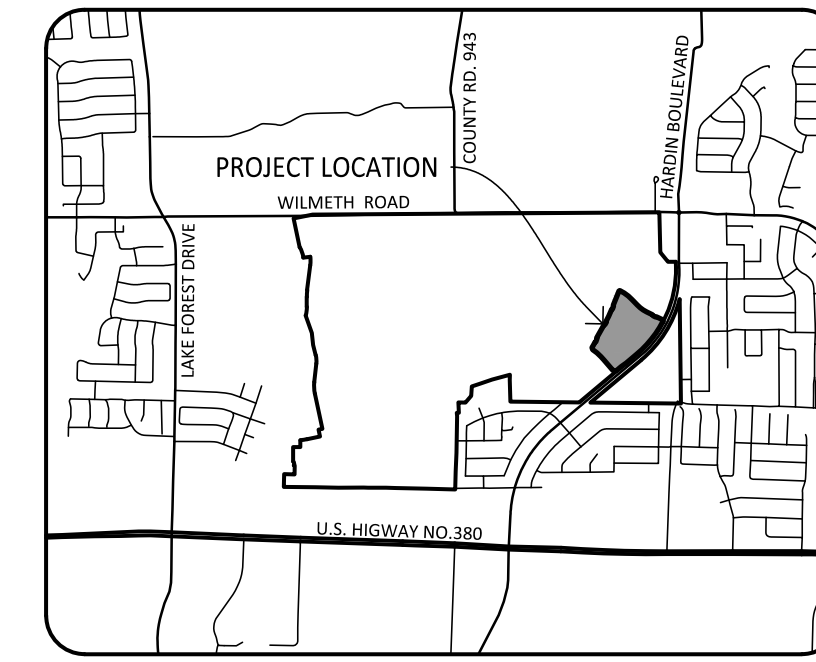 COUNTY RD. 943
HARDIN BOULEVARD
PROJECT LOCATION
WILMETH ROAD
LAKE FOREST DRIVE
U.S. HIGWAY NO.380